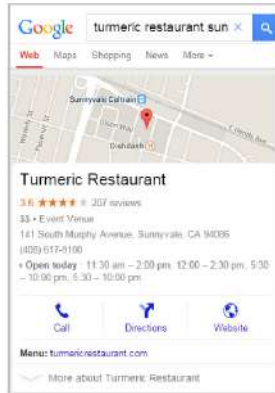 Google turmeric restaurant sun ×
Web Maps Shopping News More
Sunnyvale Caltrain
Dishdash
Turmeric Restaurant
3.6 207 reviews
$$ • Event Venue
141 South Murphy Avenue, Sunnyvale, CA 94086
(408) 617-9100
Open today 11:30 am – 2:00 pm, 12:00 – 2:30 pm, 5:30
– 10:00 pm, 5:30 – 10:00 pm
Call Directions Website
Menu: turmericrestaurant.com
More about Turmeric Restaurant